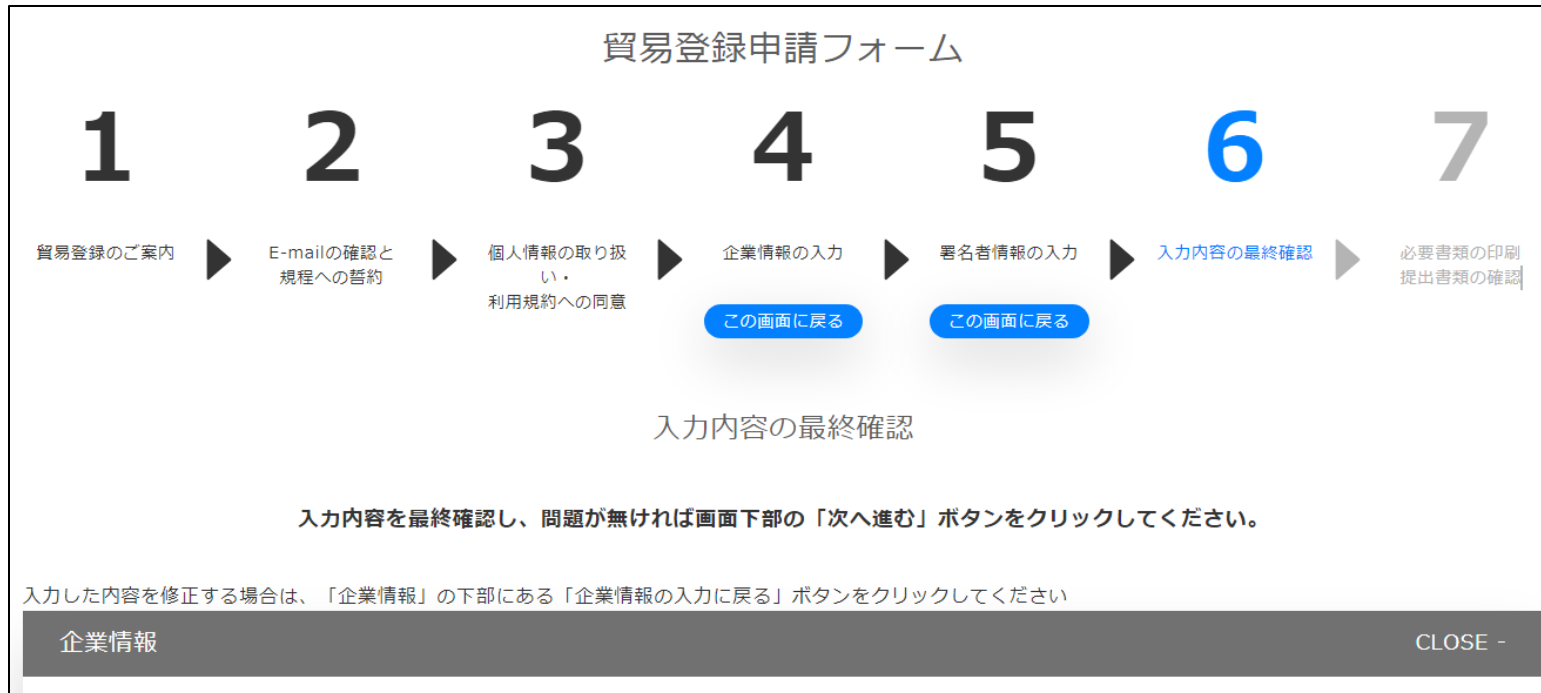 貿易登録申請フォーム
1 2 3 4 5 6 7
貿易登録のご案内
E-mailの確認と
規程への誓約
個人情報の取り扱
い・
利用規約への同意
企業情報の入力
この画面に戻る
署名者情報の入力
この画面に戻る
入力内容の最終確認
必要書類の印刷
提出書類の確認
入力内容の最終確認
入力内容を最終確認し、問題が無ければ画面下部の「次へ進む」ボタンをクリックしてください。
入力した内容を修正する場合は、「企業情報」の下部にある「企業情報の入力に戻る」ボタンをクリックしてください
企業情報 CLOSE -